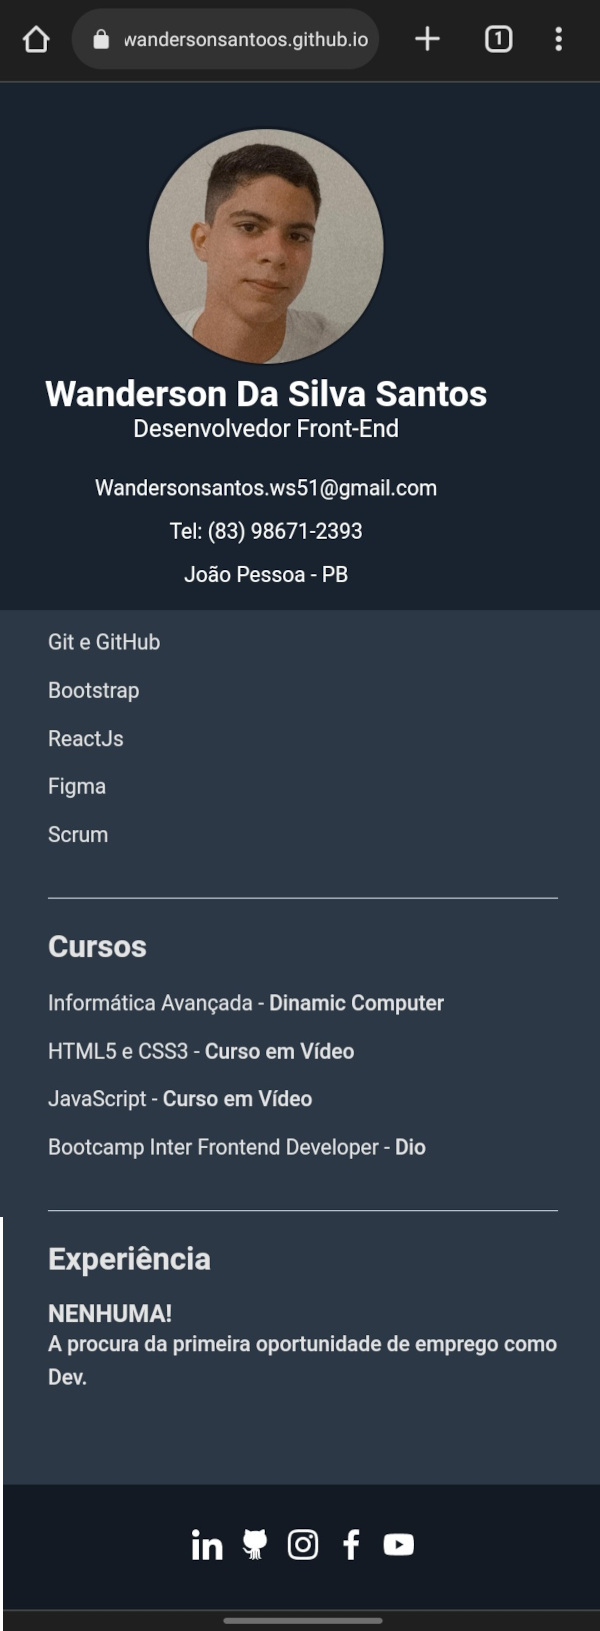 wandersonsantoos.github.io
1
Wanderson Da Silva Santos
Desenvolvedor Front-End
Wandersonsantos.ws51@gmail.com
Tel: (83) 98671-2393
João Pessoa - PB
Git e GitHub
Bootstrap
ReactJs
Figma
Scrum
Cursos
Informática Avançada - Dinamic Computer
HTML5 e CSS3 - Curso em Vídeo
JavaScript - Curso em Vídeo
Bootcamp Inter Frontend Developer - Dio
Experiência
NENHUMA!
A procura da primeira oportunidade de emprego como
Dev.